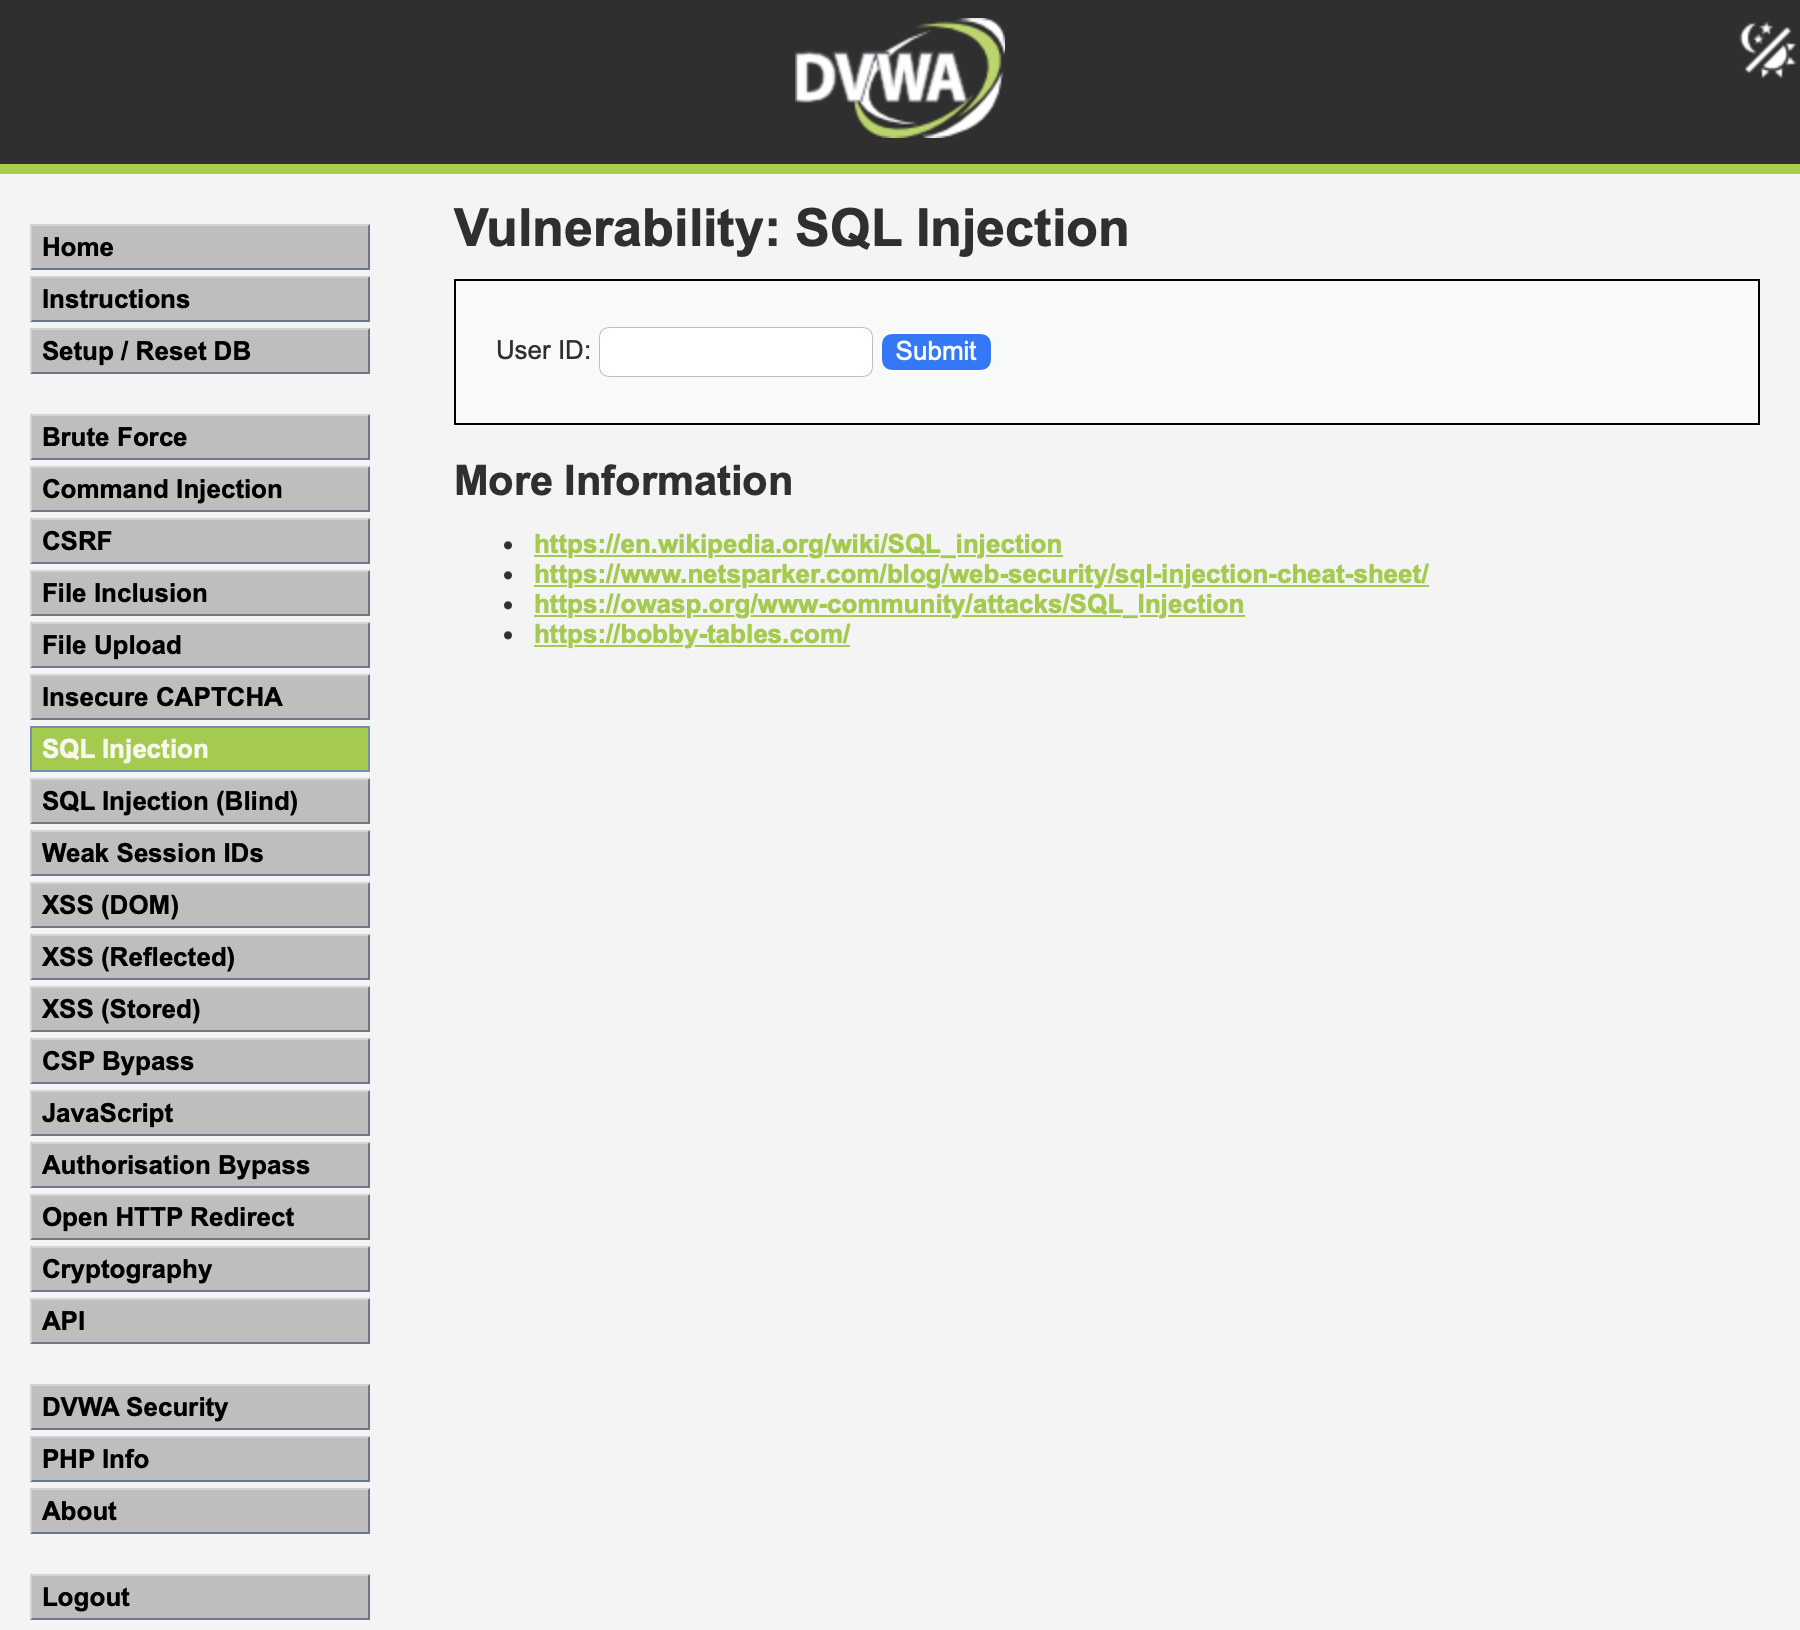 DVWA
Home
Instructions
Setup / Reset DB
Brute Force
Command Injection
CSRF
File Inclusion
File Upload
Insecure CAPTCHA
SQL Injection
SQL Injection (Blind)
Weak Session IDs
XSS (DOM)
XSS (Reflected)
XSS (Stored)
CSP Bypass
JavaScript
Authorisation Bypass
Open HTTP Redirect
Cryptography
API
DVWA Security
PHP Info
About
Logout
Vulnerability: SQL Injection
User ID: Submit
More Information
https://en.wikipedia.org/wiki/SQL_injection
https://www.netsparker.com/blog/web-security/sql-injection-cheat-sheet/
https://owasp.org/www-community/attacks/SQL_Injection
https://bobby-tables.com/